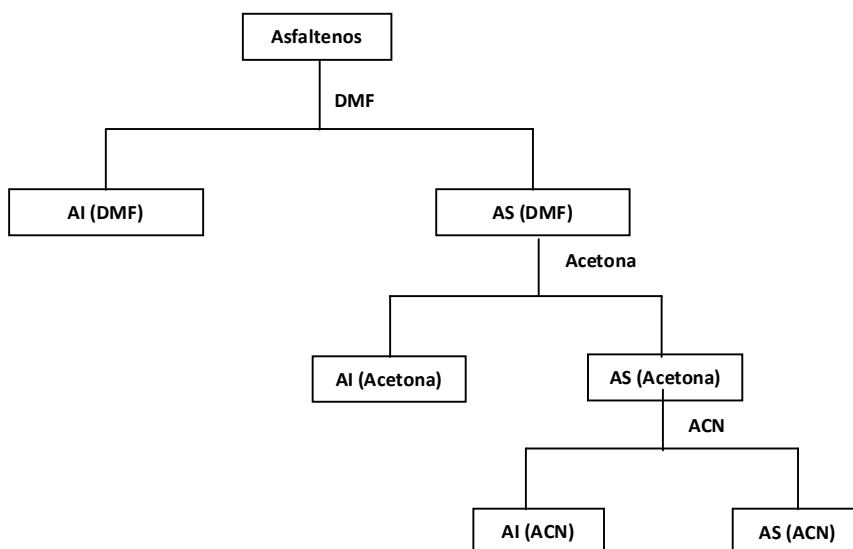 Asfaltenos
DMF
AI (DMF)
AS (DMF)
Acetona
AI (Acetona)
AS (Acetona)
ACN
AI (ACN)
AS (ACN)